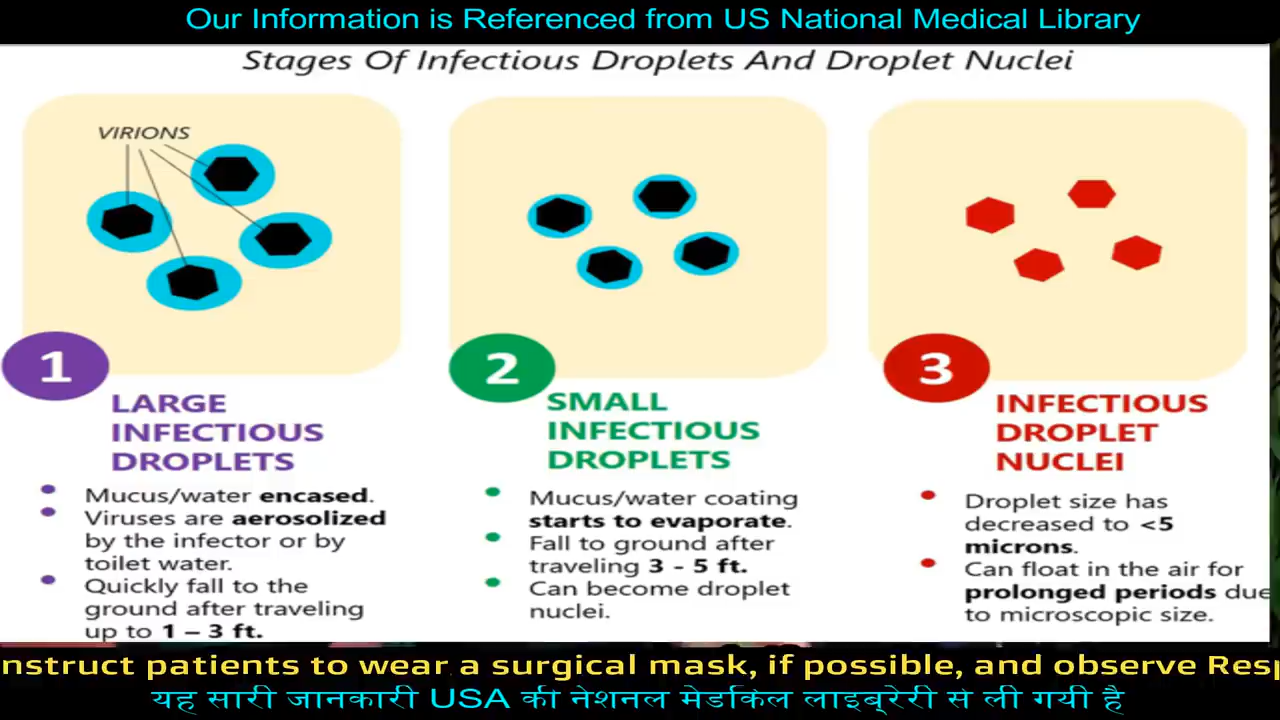 Our Information is Referenced from US National Medical Library
Stages Of Infectious Droplets And Droplet Nuclei
VIRIONS
1
LARGE
INFECTIOUS
DROPLETS
Mucus/water encased.
Viruses are aerosolized
by the infector or by
toilet water.
Quickly fall to the
ground after traveling
up to 1 – 3 ft.
2
SMALL
INFECTIOUS
DROPLETS
Mucus/water coating
starts to evaporate.
Fall to ground after
traveling 3 - 5 ft.
Can become droplet
nuclei.
3
INFECTIOUS
DROPLET
NUCLEI
Droplet size has
decreased to <5
microns.
Can float in the air for
prolonged periods due
to microscopic size.
nstruct patients to wear a surgical mask, if possible, and observe Resp
यह सारी जानकारी USA की नेशनल मेडकिल लाइब्रेरी से ली गयी है